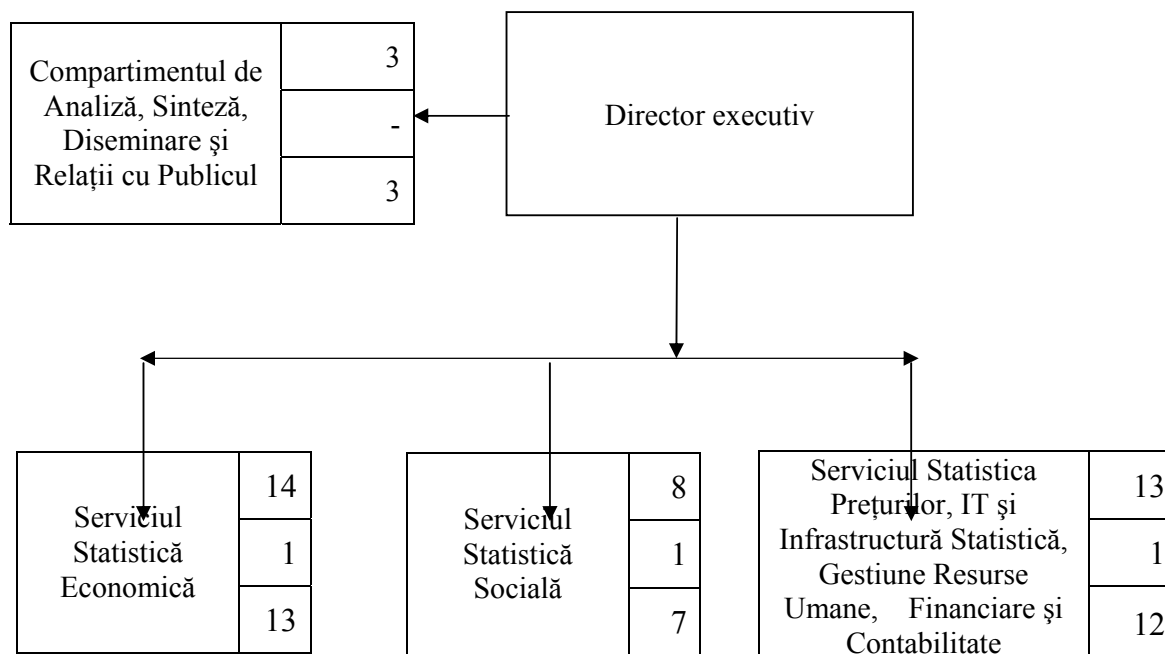 Compartimentul de
Analiză, Sinteză,
Diseminare şi
Relații cu Publicul
3
-
3
Director executiv
Serviciul
Statistică
Economică
14
1
13
Serviciul
Statistică
Socială
8
1
7
Serviciul Statistica
Prețurilor, IT şi
Infrastructură Statistică,
Gestiune Resurse
Umane, Financiare şi
Contabilitate
13
1
12